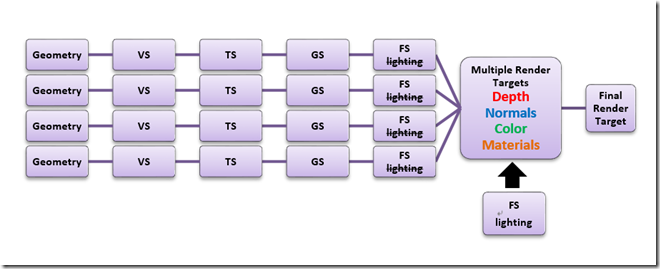 Geometry VS TS GS FS
lighting
Geometry VS TS GS FS
lighting
Geometry VS TS GS FS
lighting
Geometry VS TS GS FS
lighting
Multiple Render
Targets
Depth
Normals
Color
Materials
Final
Render
Target
FS
lighting